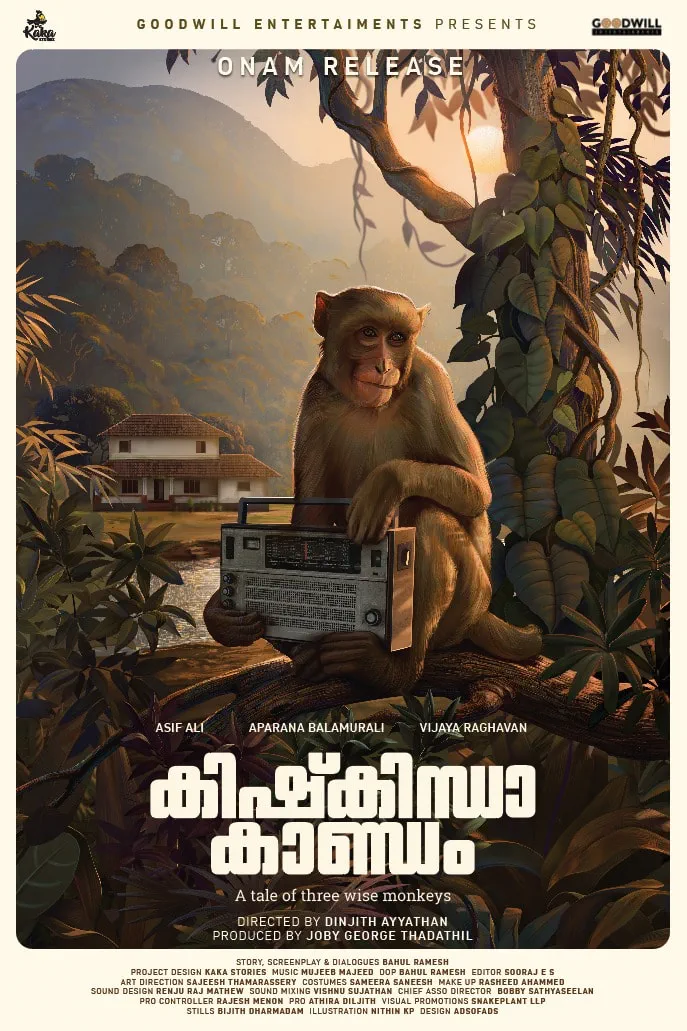 Kaka
STORIES
GOODWILL ENTERTAIMENTS PRESENTS
GOODWILL
ENTERTAINMENTS
ONAM RELEASE
ASIF ALI APARANA BALAMURALI VIJAYA RAGHAVAN
കിഷ്കിന്ധാ
കാണ്ഡം
A tale of three wise monkeys
DIRECTED BY DINJITH AYYATHAN
PRODUCED BY JOBY GEORGE THADATHIL
STORY, SCREENPLAY & DIALOGUES BAHUL RAMESH
PROJECT DESIGN KAKA STORIES MUSIC MUJEEB MAJEED DOP BAHUL RAMESH EDITOR SOORAJ E S
ART DIRECTION SAJEESH THAMARASSERY COSTUMES SAMEERA SANEESH MAKE UP RASHEED AHAMMED
SOUND DESIGN RENJU RAJ MATHEW SOUND MIXING VISHNU SUJATHAN CHIEF ASSO DIRECTOR BOBBY SATHYASEELAN
PRO CONTROLLER RAJESH MENON PRO ATHIRA DILJITH VISUAL PROMOTIONS SNAKEPLANT LLP
STILLS BIJITH DHARMADAM ILLUSTRATION NITHIN KP DESIGN ADSOFADS